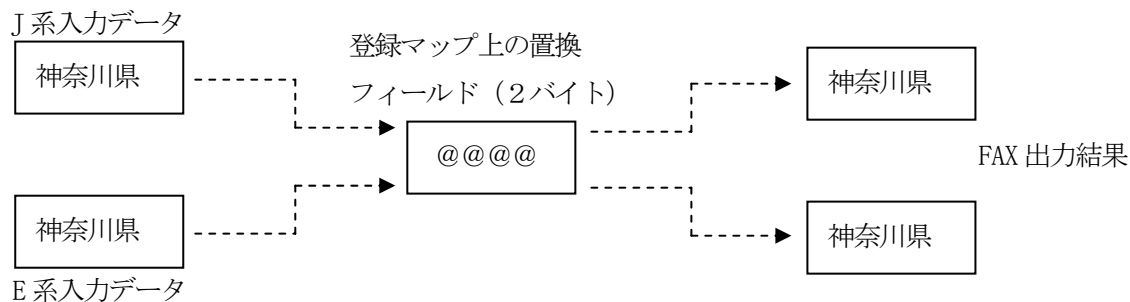 J系入力データ
神奈川県
登録マップ上の置換
フィールド（２バイト）
＠＠＠＠
神奈川県
FAX出力結果
神奈川県
E系入力データ
神奈川県